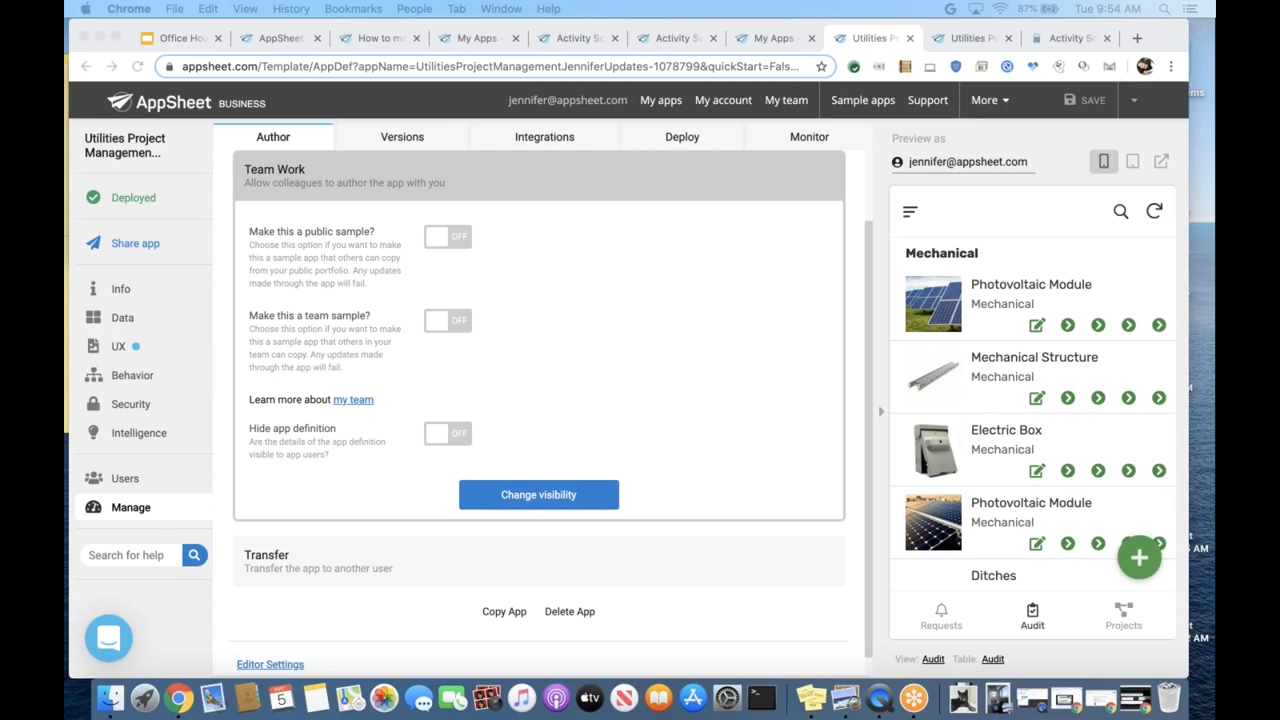 Chrome File Edit View History Bookmarks People Tab Window Help 87% Tue 9:54 AM
Office Hou AppSheet How to mu My Apps - Activity Sc Activity Sc My Apps - Utilities Pr Utilities Pr Activity Sc
appsheet.com/Template/AppDef?appName=UtilitiesProjectManagementJenniferUpdates-1078799&quickStart=Fals...
AppSheet BUSINESS jennifer@appsheet.com My apps My account My team Sample apps Support More SAVE
Utilities Project
Managemen...
Deployed
Share app
Info
Data
UX
Behavior
Security
Intelligence
Users
Manage
Search for help
Author Versions Integrations Deploy Monitor
Team Work
Allow colleagues to author the app with you
Make this a public sample? OFF
Choose this option if you want to make
this a sample app that others can copy
from your public portfolio. Any updates
made through the app will fail.
Make this a team sample? OFF
Choose this option if you want to make
this a sample app that others in your
team can copy. Any updates made
through the app will fail.
Learn more about my team
Hide app definition OFF
Are the details of the app definition
visible to app users?
Change visibility
Transfer
Transfer the app to another user
Copy App Delete App
Editor Settings
Preview as
jennifer@appsheet.com
Mechanical
Photovoltaic Module
Mechanical
Mechanical Structure
Mechanical
Electric Box
Mechanical
Photovoltaic Module
Mechanical
Ditches
Requests Audit Projects
View: Audit Table: Audit